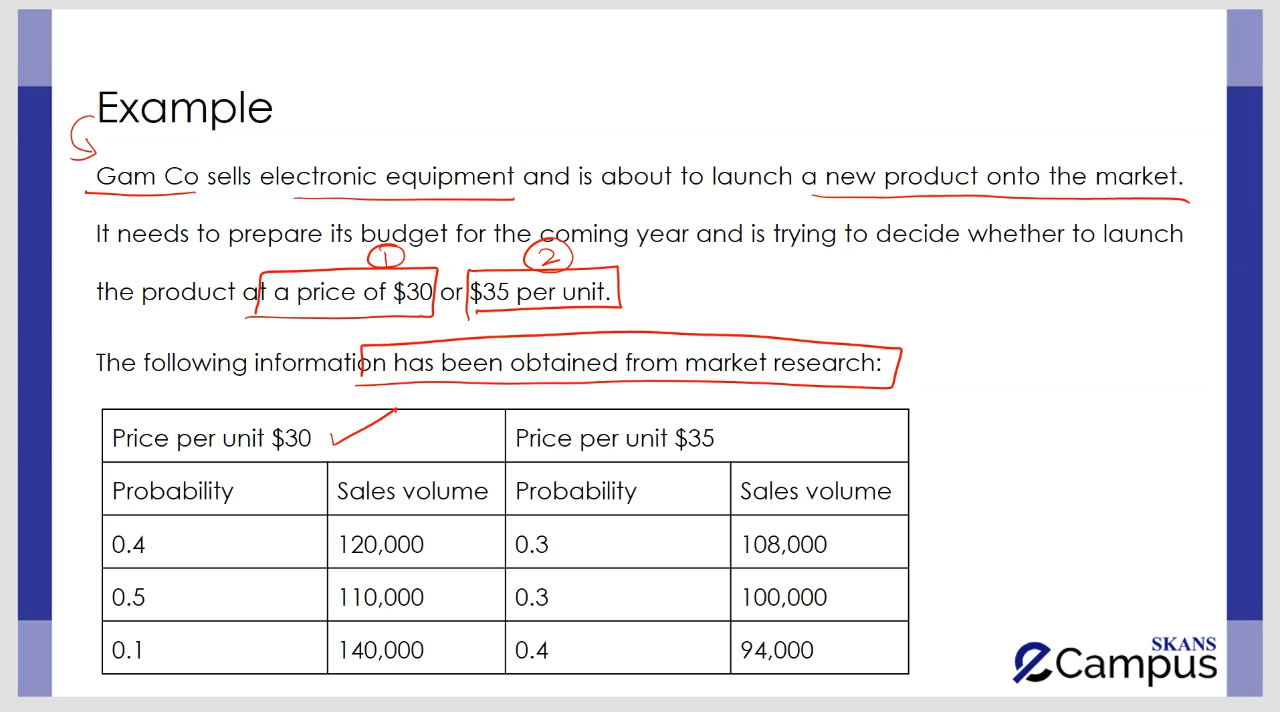 Example
Gam Co sells electronic equipment and is about to launch a new product onto the market.
1 2
It needs to prepare its budget for the coming year and is trying to decide whether to launch
the product at a price of $30 or $35 per unit.
The following information has been obtained from market research:
Price per unit $30 Price per unit $35
Probability Sales volume Probability Sales volume
0.4 120,000 0.3 108,000
0.5 110,000 0.3 100,000
0.1 140,000 0.4 94,000
SKANS
eCampus